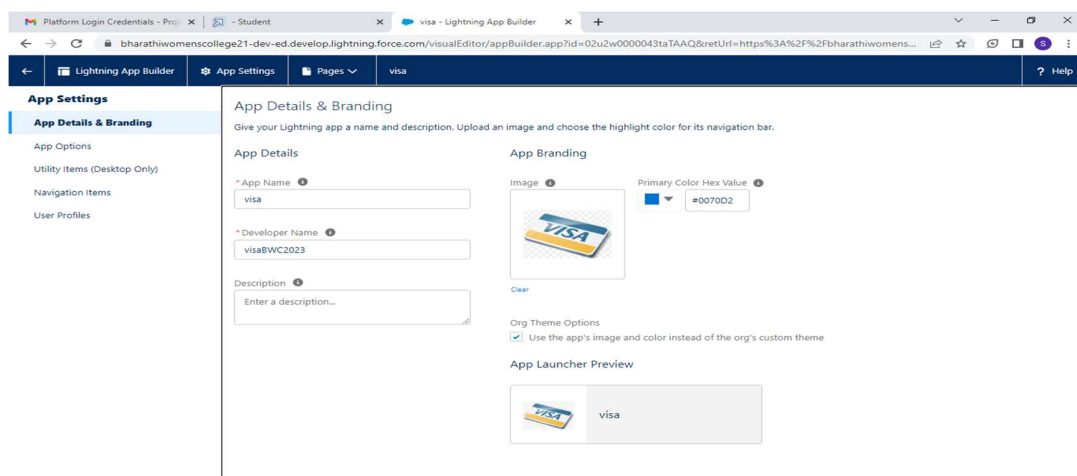 Platform Login Credentials - Proj
- Student
visa - Lightning App Builder
bharathiwomenscollege21-dev-ed.develop.lightning.force.com/visualEditor/appBuilder.app?id=02u2w0000043taTAAQ&retUrl=https%3A%2F%2Fbharathiwomens...
S
Lightning App Builder
App Settings
Pages
visa
? Help
App Settings
App Details & Branding
App Options
Utility Items (Desktop Only)
Navigation Items
User Profiles
App Details & Branding
Give your Lightning app a name and description. Upload an image and choose the highlight color for its navigation bar.
App Details
* App Name
visa
* Developer Name
visaBWC2023
Description
Enter a description...
App Branding
Image
VISA
Clear
Primary Color Hex Value
#0070D2
Org Theme Options
Use the app's image and color instead of the org's custom theme
App Launcher Preview
VISA
visa